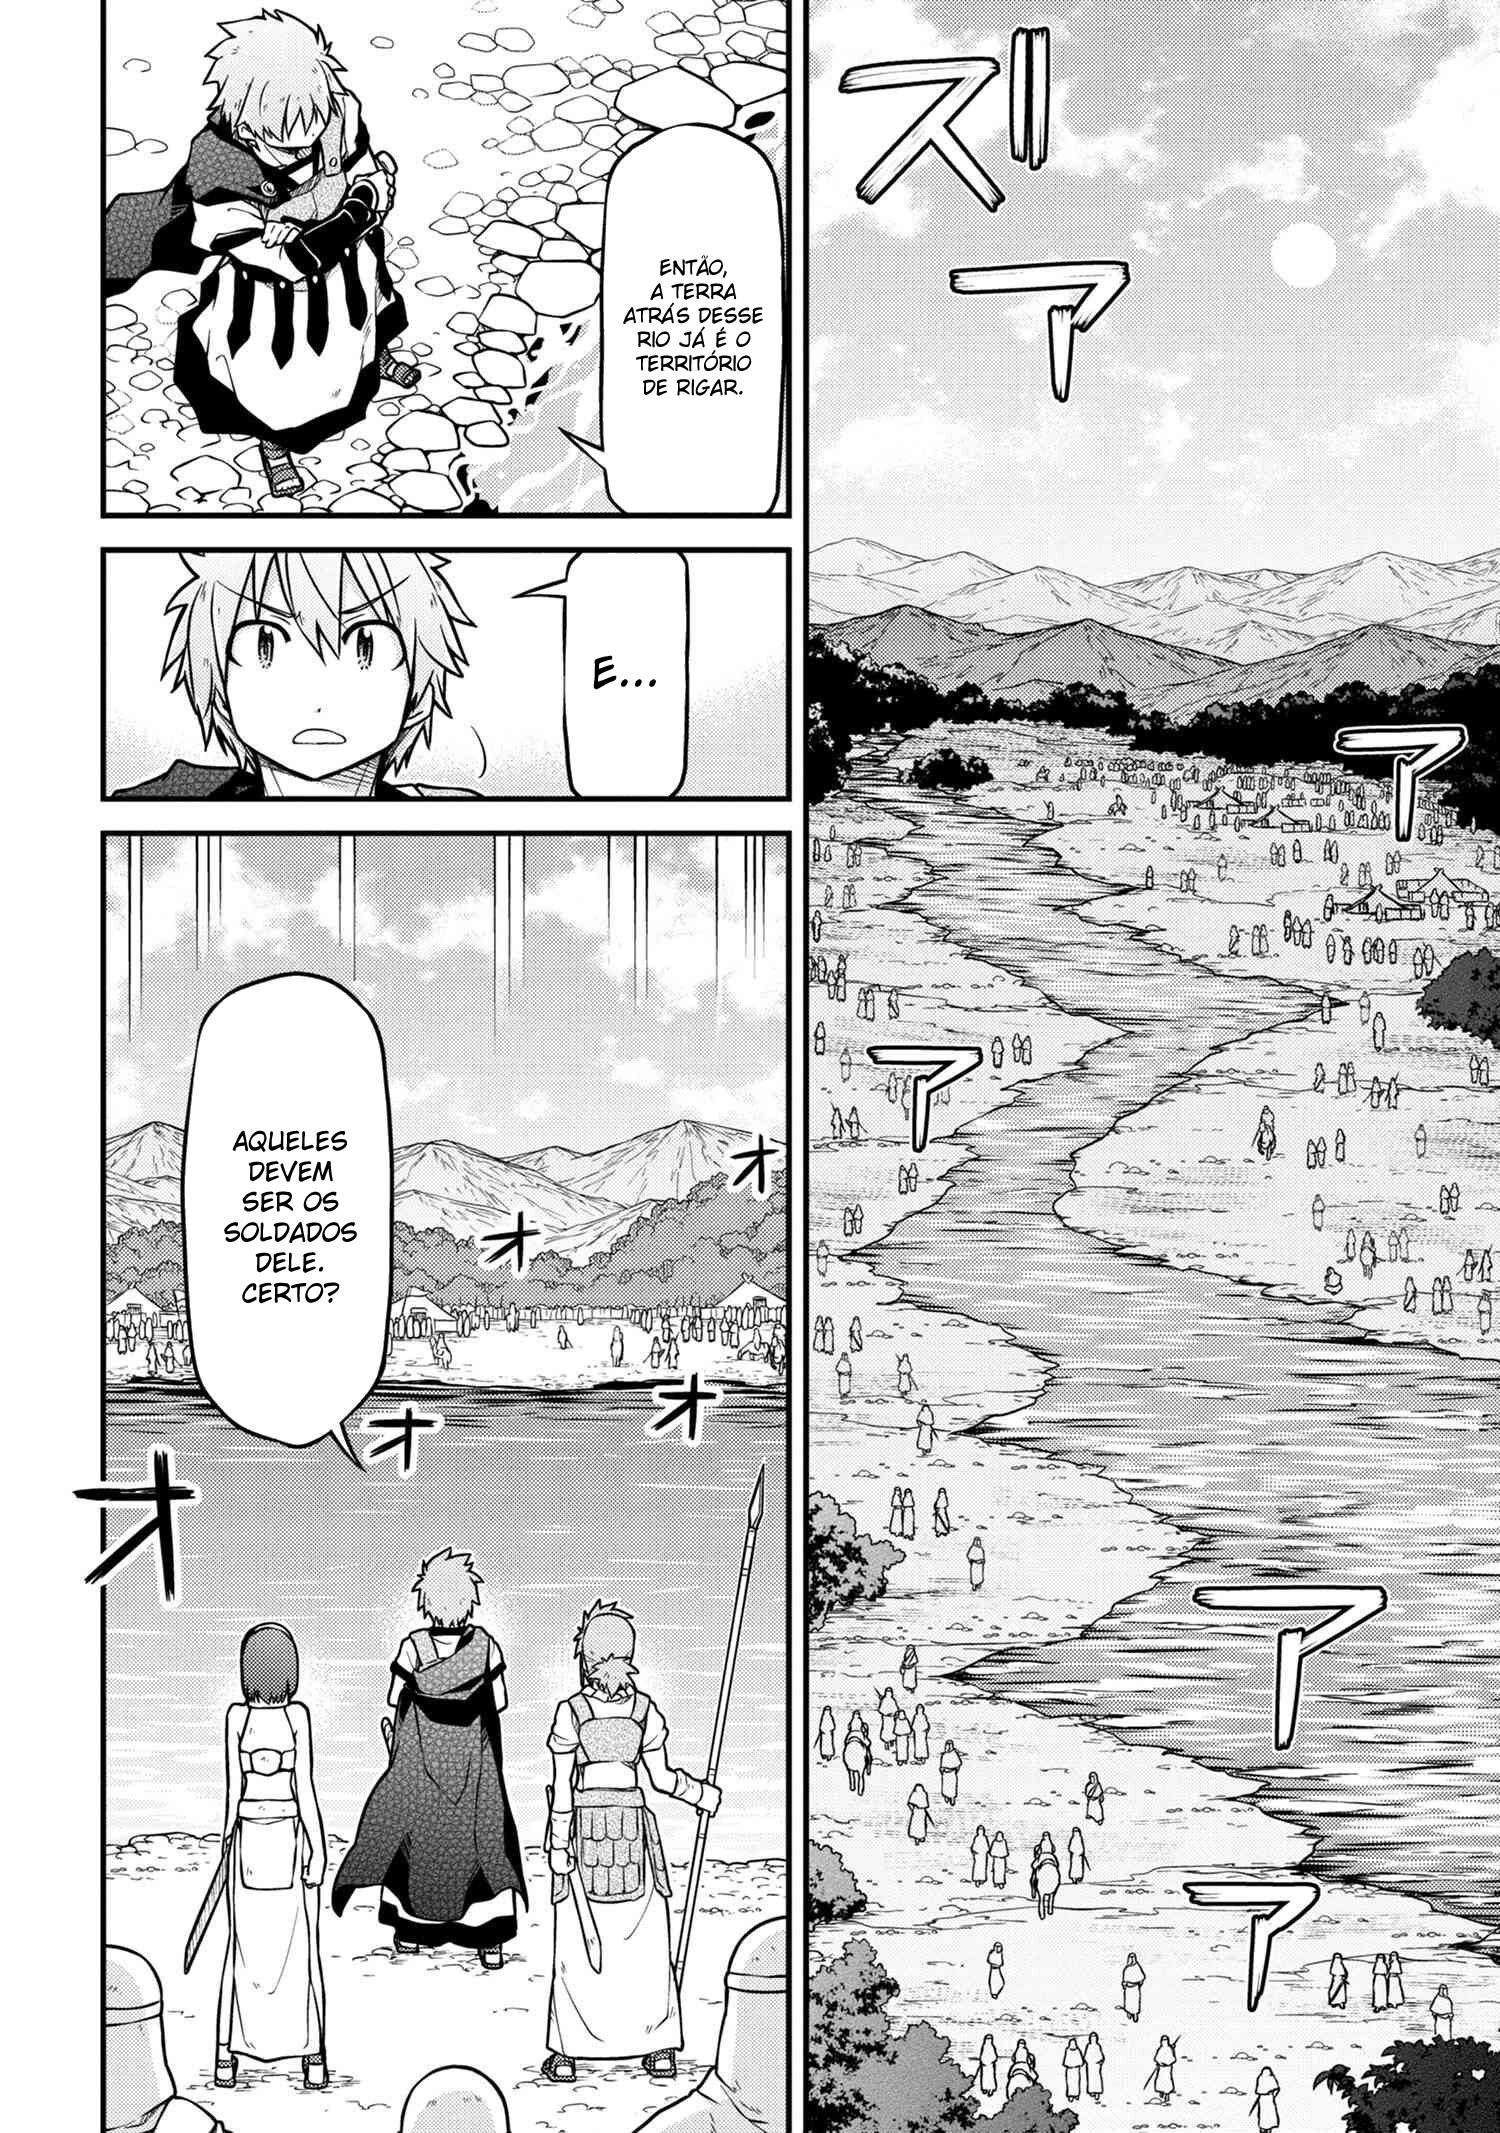 ズ
ア
ア
ア
ア
ア
ENTÃO,
A TERRA
ATRÁS DESSE
RIO JÁ É O
TERRITÓRIO
DE RIGAR.
E...
AQUELES
DEVEM
SER OS
SOLDADOS
DELE.
CERTO?
オ
オ
オ
オ
オ